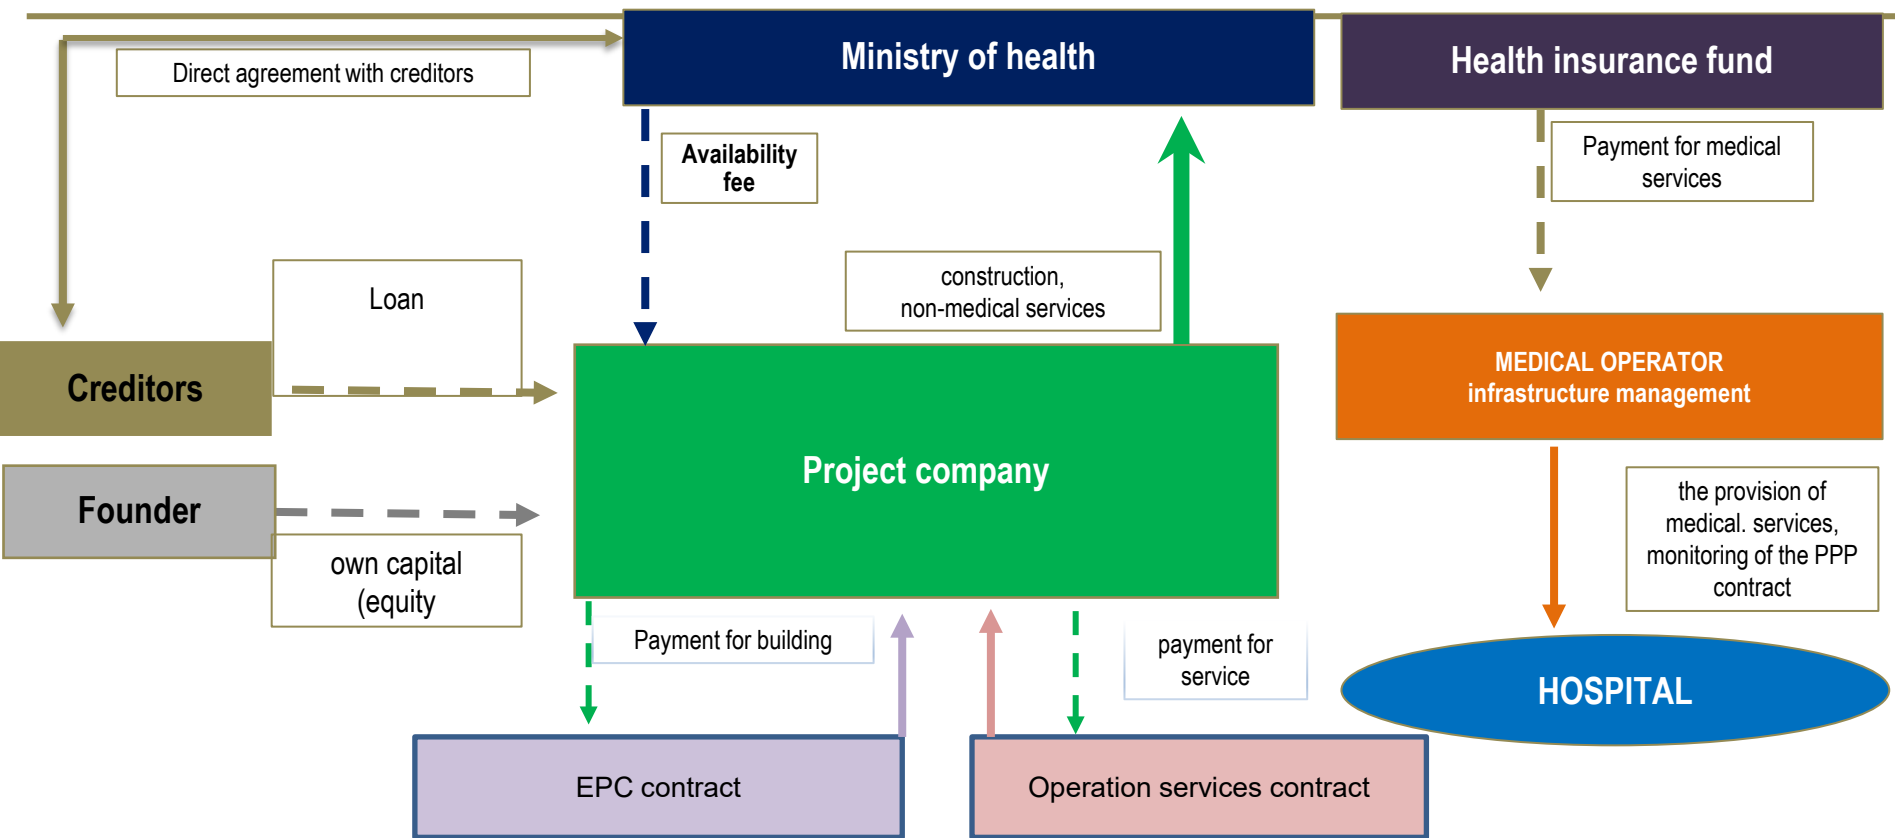 Ministry of health
Health insurance fund
Direct agreement with creditors
Availability
fee
Payment for medical
services
construction,
non-medical services
Loan
Creditors
MEDICAL OPERATOR
infrastructure management
Project company
Founder
own capital
(equity
the provision of
medical. services,
monitoring of the PPP
contract
Payment for building
payment for
service
HOSPITAL
EPC contract
Operation services contract